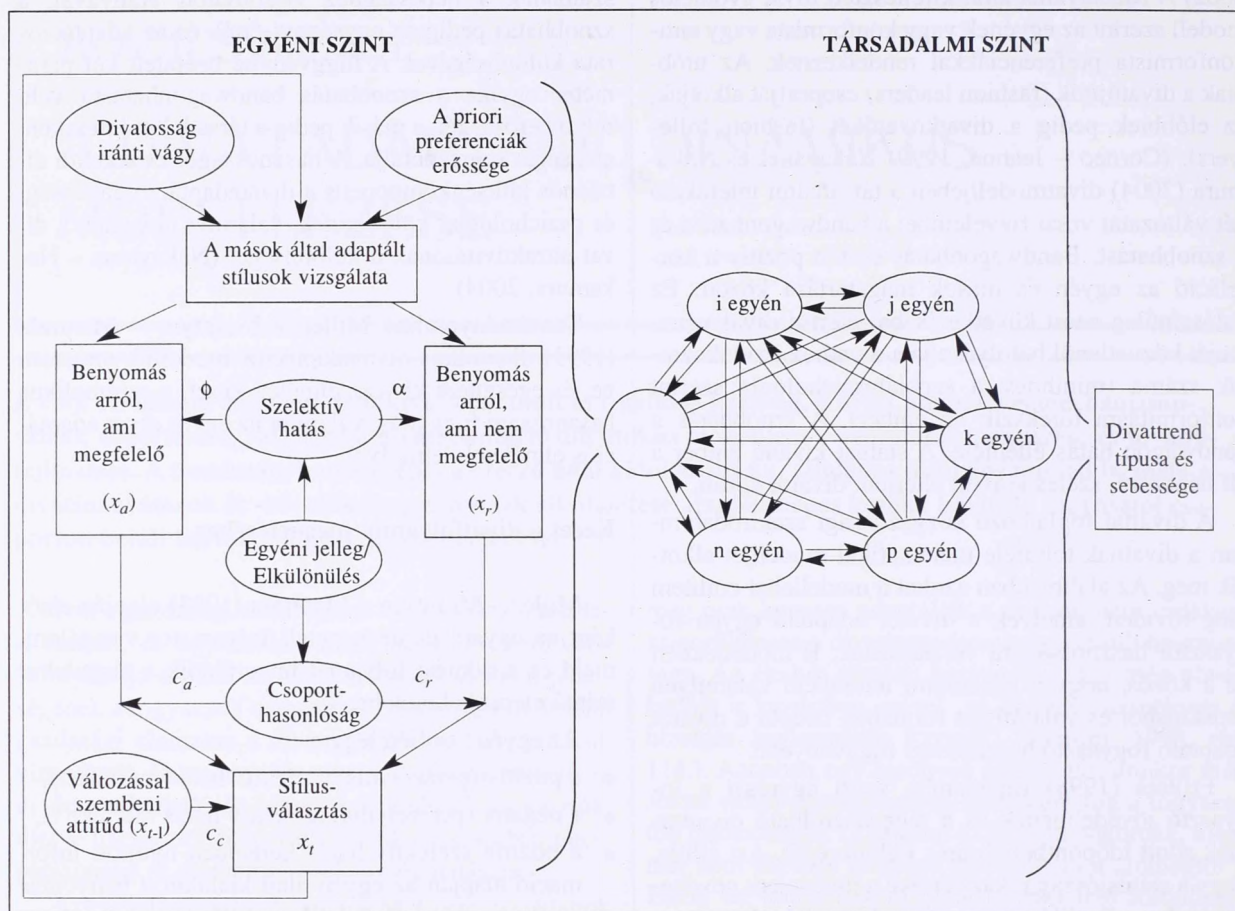 EGYÉNI SZINT
TÁRSADALMI SZINT
Divatosság
iránti vágy
A priori
preferenciák
erőssége
A mások által adaptált
stílusok vizsgálata
Benyomás
arról,
ami
megfelelő
(x_a)
ϕ
Szelektív
hatás
α
Benyomás
arról,
ami nem
megfelelő
(x_r)
Egyéni jelleg/
Elkülönülés
c_a
Csoport-
hasonlóság
c_r
Változással
szembeni
attitűd (x_{t-1})
c_c
Stílus-
választás
x_t
i egyén
j egyén
k egyén
n egyén
p egyén
Divattrend
típusa és
sebessége